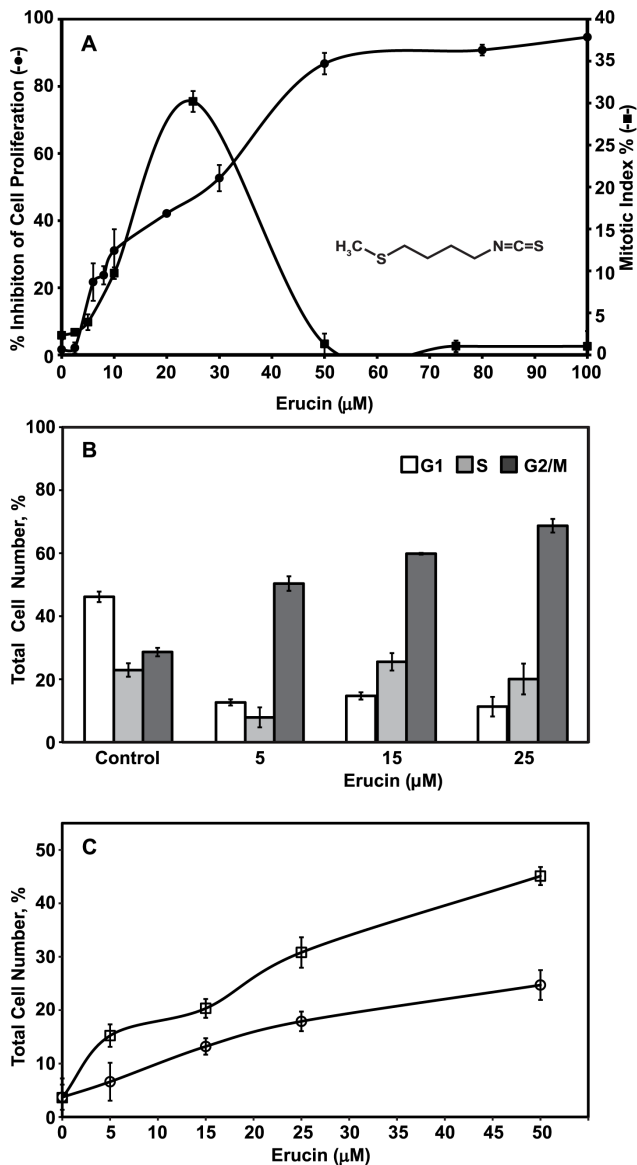 A
% Inhibiton of Cell Proliferation (-●-)
100
80
60
40
20
0
40
35
30
25
20
15
10
5
0
Mitotic Index % (-■-)
H3C
S
N=C=S
0 10 20 30 40 50 60 70 80 90 100
Erucin (μM)
B
G1 S G2/M
Total Cell Number, %
100
80
60
40
20
0
Control 5 15 25
Erucin (μM)
C
Total Cell Number, %
50
40
30
20
10
0
0 5 10 15 20 25 30 35 40 45 50
Erucin (μM)